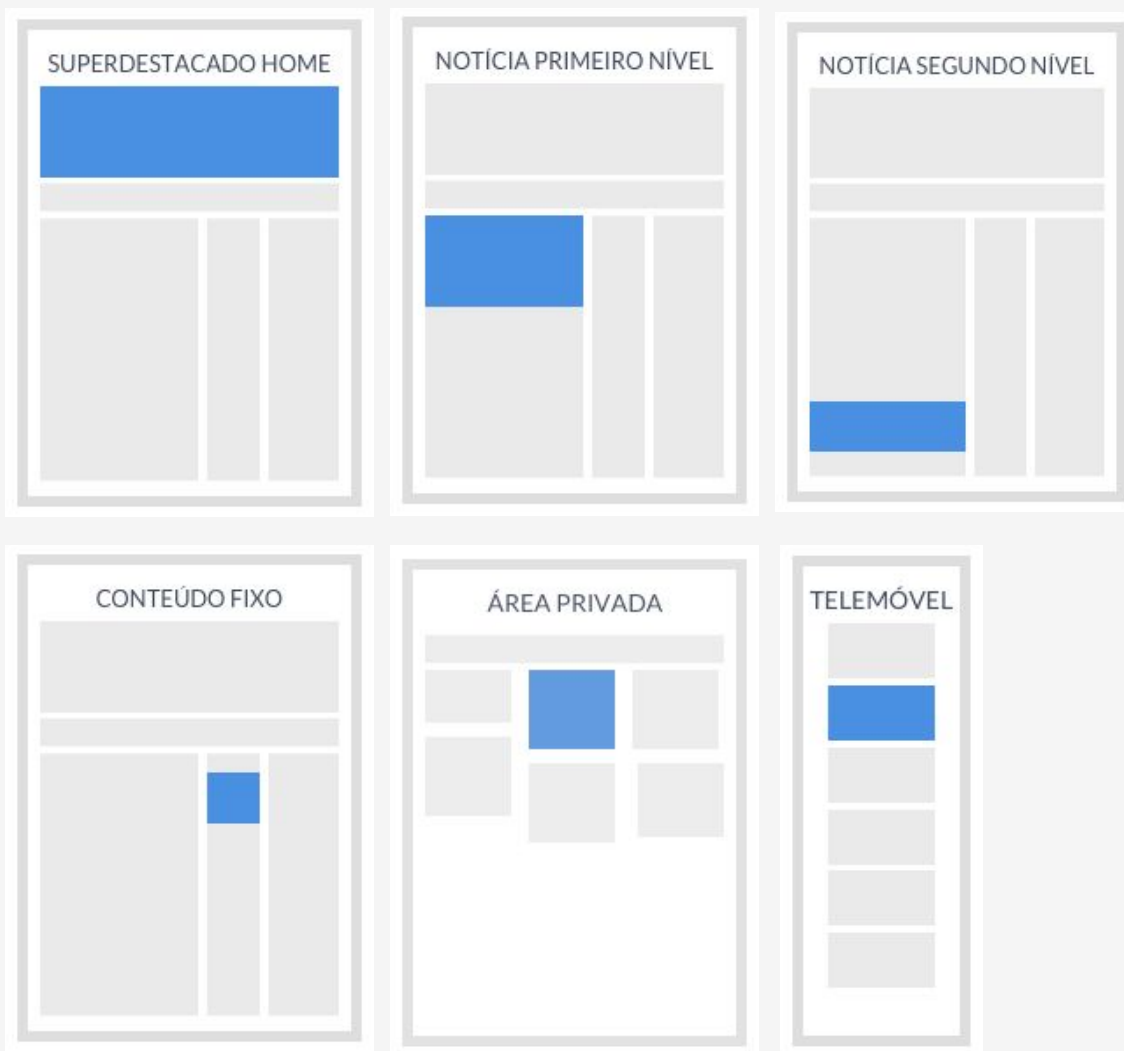 SUPERDESTACADO HOME
NOTÍCIA PRIMEIRO NÍVEL
NOTÍCIA SEGUNDO NÍVEL
CONTEÚDO FIXO
ÁREA PRIVADA
TELEMÓVEL